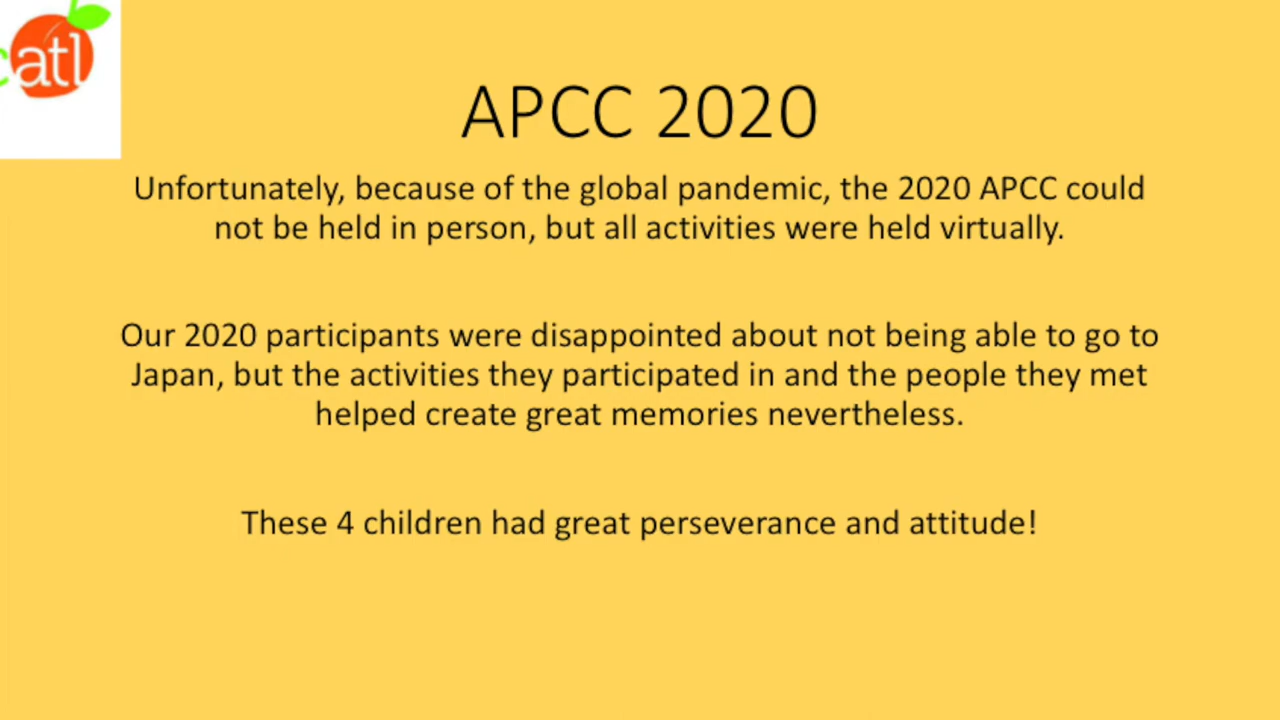 catl
APCC 2020
Unfortunately, because of the global pandemic, the 2020 APCC could
not be held in person, but all activities were held virtually.
Our 2020 participants were disappointed about not being able to go to
Japan, but the activities they participated in and the people they met
helped create great memories nevertheless.
These 4 children had great perseverance and attitude!